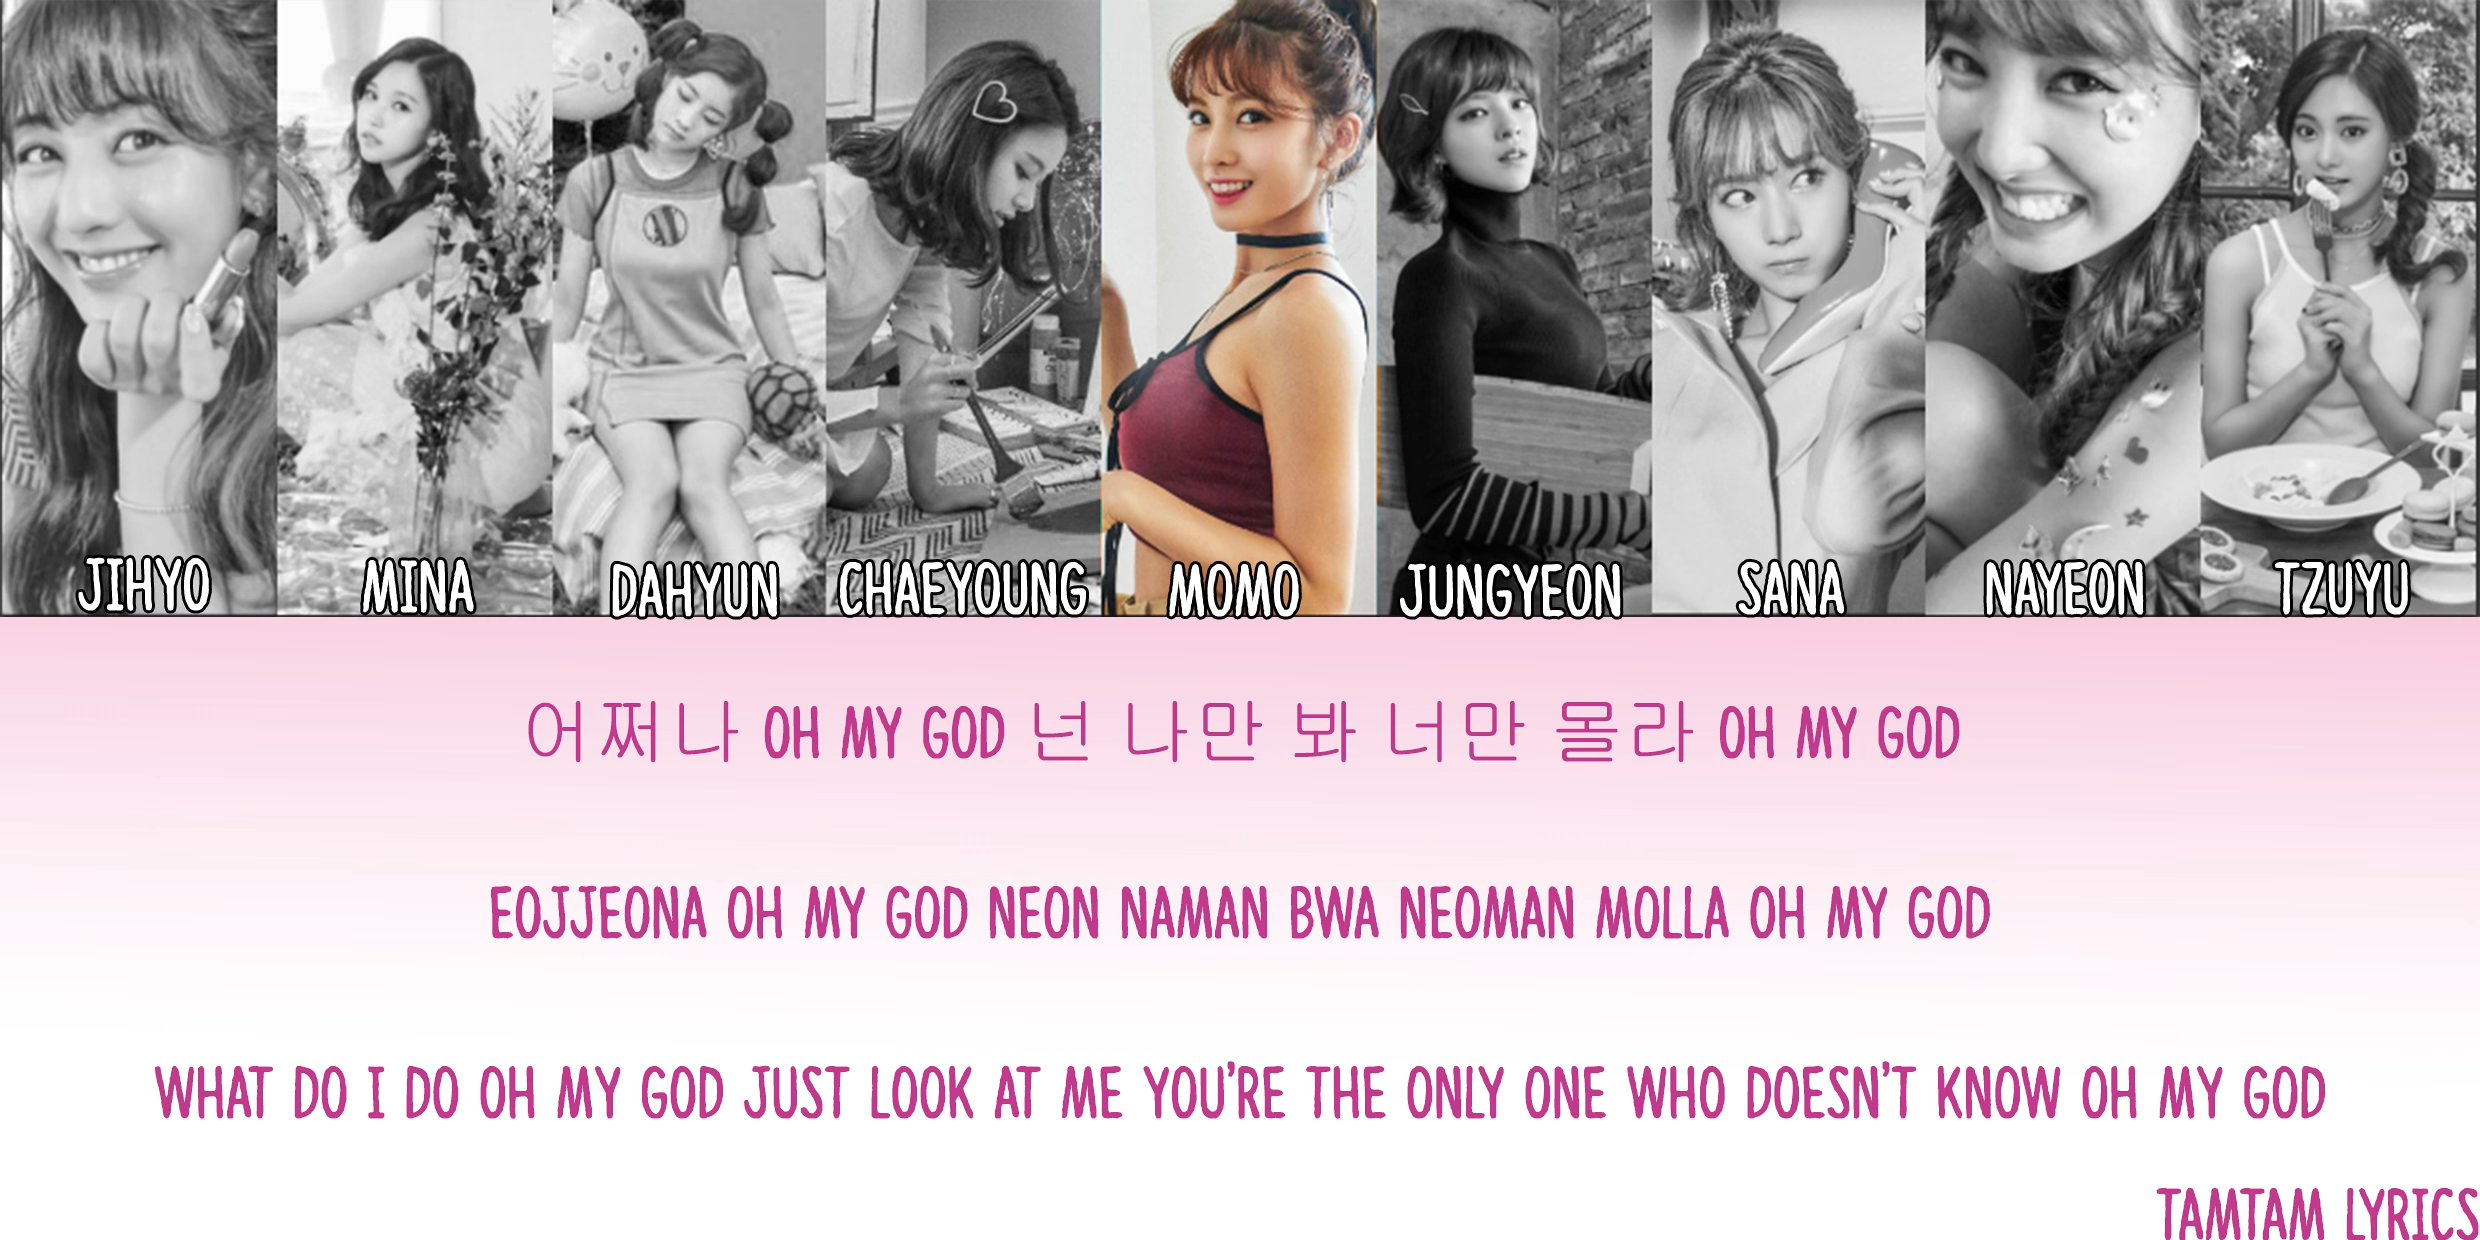 JIHYO MINA DAHYUN CHAEYOUNG MOMO JUNGYEON SANA NAYEON TZUYU
어쩌나 OH MY GOD 넌 나만 봐 너만 몰라 OH MY GOD
EOJJEONA OH MY GOD NEON NAMAN BWA NEOMAN MOLLA OH MY GOD
WHAT DO I DO OH MY GOD JUST LOOK AT ME YOU'RE THE ONLY ONE WHO DOESN'T KNOW OH MY GOD
TAMTAM LYRICS